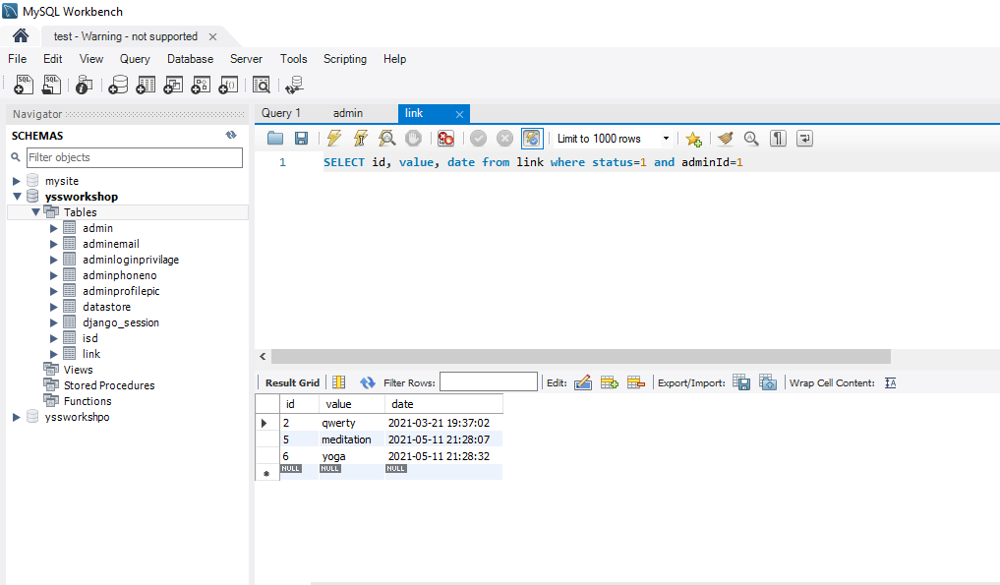 MySQL Workbench
test - Warning - not supported
File Edit View Query Database Server Tools Scripting Help
Navigator
SCHEMAS
Filter objects
mysite
yssworkshop
Tables
admin
adminemail
adminloginprivilage
adminphoneno
adminprofilepic
datastore
django_session
isd
link
Views
Stored Procedures
Functions
yssworkshpo
Query 1 admin link
Limit to 1000 rows
1 SELECT id, value, date from link where status=1 and adminId=1
Result Grid Filter Rows: Edit: Export/Import: Wrap Cell Content:
id value date
2 qwerty 2021-03-21 19:37:02
5 meditation 2021-05-11 21:28:07
6 yoga 2021-05-11 21:28:32
NULL NULL NULL